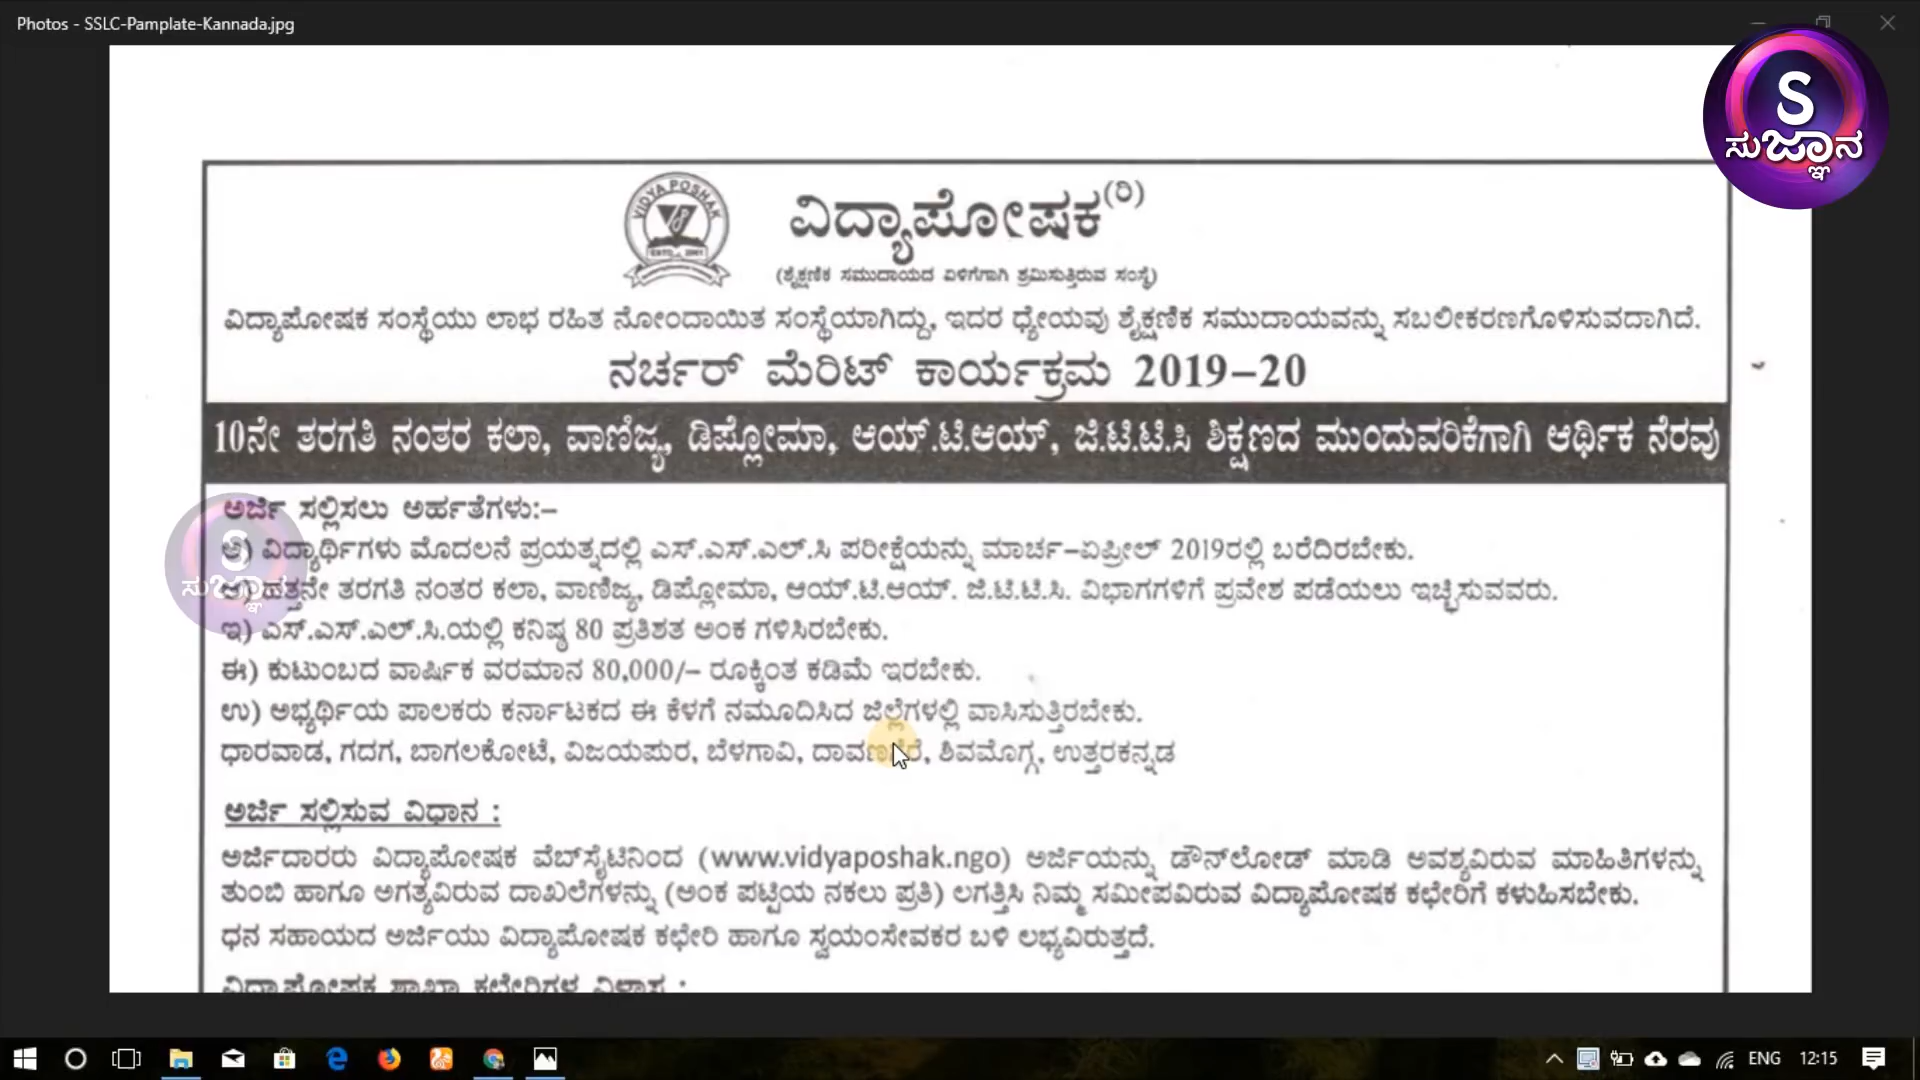 Photos - SSLC-Pamplate-Kannada.jpg
S
ಸುಜ್ಞಾನ
VIDYA POSHAK
ವಿದ್ಯಾಪೋಷಕ(ರಿ)
(ಶೈಕ್ಷಣಿಕ ಸಮುದಾಯದ ಏಳಿಗೆಗಾಗಿ ಶ್ರಮಿಸುತ್ತಿರುವ ಸಂಸ್ಥೆ)
ವಿದ್ಯಾಪೋಷಕ ಸಂಸ್ಥೆಯು ಲಾಭ ರಹಿತ ನೋಂದಾಯಿತ ಸಂಸ್ಥೆಯಾಗಿದ್ದು, ಇದರ ಧ್ಯೇಯವು ಶೈಕ್ಷಣಿಕ ಸಮುದಾಯವನ್ನು ಸಬಲೀಕರಣಗೊಳಿಸುವದಾಗಿದೆ.
ನರ್ಚರ್ ಮೆರಿಟ್ ಕಾರ್ಯಕ್ರಮ 2019-20
10ನೇ ತರಗತಿ ನಂತರ ಕಲಾ, ವಾಣಿಜ್ಯ, ಡಿಪ್ಲೋಮಾ, ಆಯ್.ಟಿ.ಆಯ್, ಜಿ.ಟಿ.ಟಿ.ಸಿ ಶಿಕ್ಷಣದ ಮುಂದುವರಿಕೆಗಾಗಿ ಆರ್ಥಿಕ ನೆರವು
ಅರ್ಜಿ ಸಲ್ಲಿಸಲು ಅರ್ಹತೆಗಳು:-
ಅ) ವಿದ್ಯಾರ್ಥಿಗಳು ಮೊದಲನೆ ಪ್ರಯತ್ನದಲ್ಲಿ ಎಸ್.ಎಸ್.ಎಲ್.ಸಿ ಪರೀಕ್ಷೆಯನ್ನು ಮಾರ್ಚ-ಏಪ್ರೀಲ್ 2019ರಲ್ಲಿ ಬರೆದಿರಬೇಕು.
ಆ) ಹತ್ತನೇ ತರಗತಿ ನಂತರ ಕಲಾ, ವಾಣಿಜ್ಯ, ಡಿಪ್ಲೋಮಾ, ಆಯ್.ಟಿ.ಆಯ್. ಜಿ.ಟಿ.ಟಿ.ಸಿ. ವಿಭಾಗಗಳಿಗೆ ಪ್ರವೇಶ ಪಡೆಯಲು ಇಚ್ಛಿಸುವವರು.
ಇ) ಎಸ್.ಎಸ್.ಎಲ್.ಸಿ.ಯಲ್ಲಿ ಕನಿಷ್ಠ 80 ಪ್ರತಿಶತ ಅಂಕ ಗಳಿಸಿರಬೇಕು.
ಈ) ಕುಟುಂಬದ ವಾರ್ಷಿಕ ವರಮಾನ 80,000/- ರೂಕ್ಕಿಂತ ಕಡಿಮೆ ಇರಬೇಕು.
ಉ) ಅಭ್ಯರ್ಥಿಯ ಪಾಲಕರು ಕರ್ನಾಟಕದ ಈ ಕೆಳಗೆ ನಮೂದಿಸಿದ ಜಿಲ್ಲೆಗಳಲ್ಲಿ ವಾಸಿಸುತ್ತಿರಬೇಕು.
ಧಾರವಾಡ, ಗದಗ, ಬಾಗಲಕೋಟೆ, ವಿಜಯಪುರ, ಬೆಳಗಾವಿ, ದಾವಣಗೆರೆ, ಶಿವಮೊಗ್ಗ, ಉತ್ತರಕನ್ನಡ
S
ಸುಜ್ಞಾನ
ಅರ್ಜಿ ಸಲ್ಲಿಸುವ ವಿಧಾನ :
ಅರ್ಜಿದಾರರು ವಿದ್ಯಾಪೋಷಕ ವೆಬ್‌ಸೈಟಿನಿಂದ (www.vidyaposhak.ngo) ಅರ್ಜಿಯನ್ನು ಡೌನ್‌ಲೋಡ್ ಮಾಡಿ ಅವಶ್ಯವಿರುವ ಮಾಹಿತಿಗಳನ್ನು
ತುಂಬಿ ಹಾಗೂ ಅಗತ್ಯವಿರುವ ದಾಖಲೆಗಳನ್ನು (ಅಂಕ ಪಟ್ಟಿಯ ನಕಲು ಪ್ರತಿ) ಲಗತ್ತಿಸಿ ನಿಮ್ಮ ಸಮೀಪವಿರುವ ವಿದ್ಯಾಪೋಷಕ ಕಛೇರಿಗೆ ಕಳುಹಿಸಬೇಕು.
ಧನ ಸಹಾಯದ ಅರ್ಜಿಯು ವಿದ್ಯಾಪೋಷಕ ಕಛೇರಿ ಹಾಗೂ ಸ್ವಯಂಸೇವಕರ ಬಳಿ ಲಭ್ಯವಿರುತ್ತದೆ.
ವಿದ್ಯಾಪೋಷಕ ಶಾಖಾ ಕಛೇರಿಗಳ ವಿಳಾಸ :
ENG 12:15